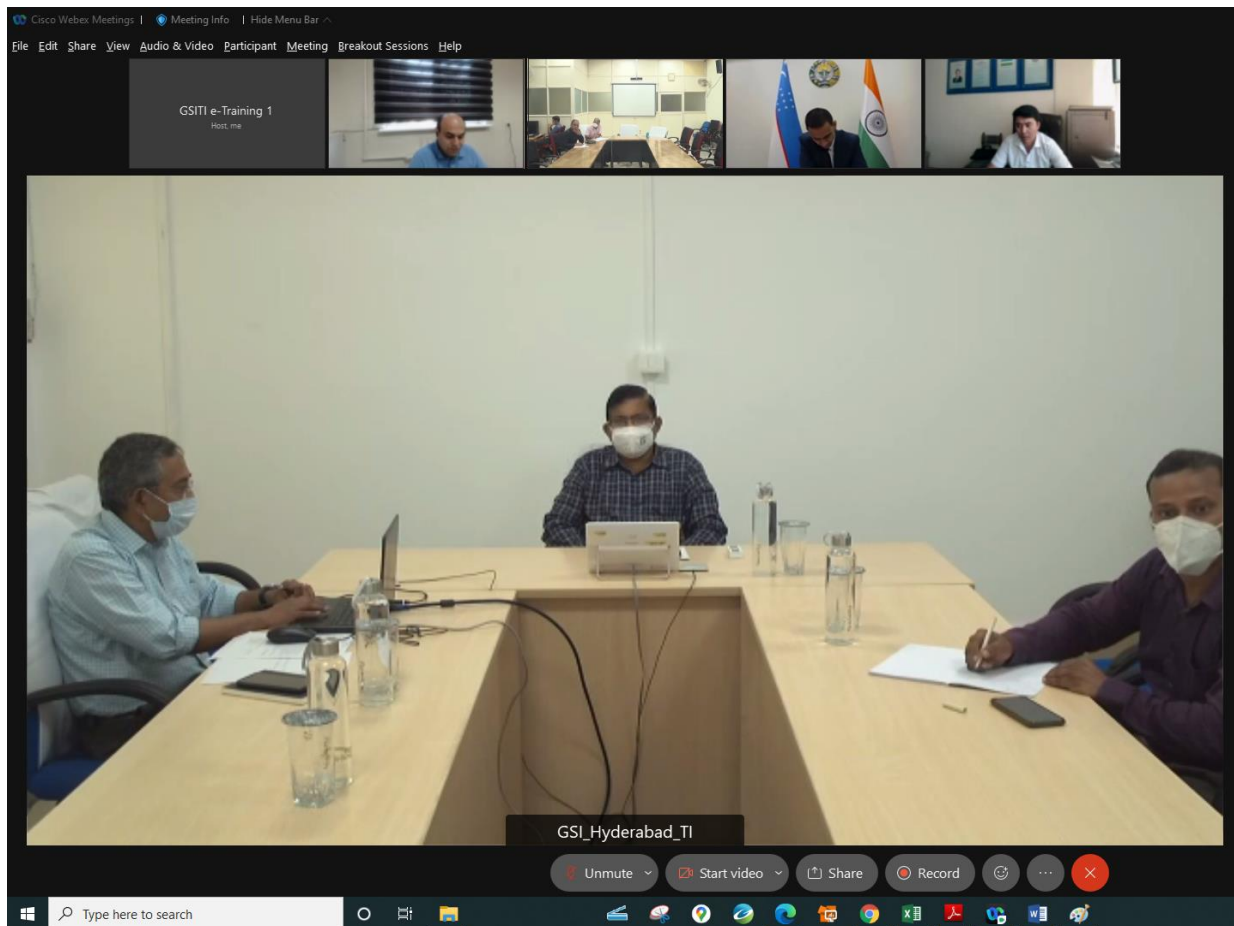 Cisco Webex Meetings | Meeting Info | Hide Menu Bar
File Edit Share View Audio & Video Participant Meeting Breakout Sessions Help
GSITI e-Training 1
Host, me
GSI_Hyderabad_TI
Unmute Start video Share Record
Type here to search